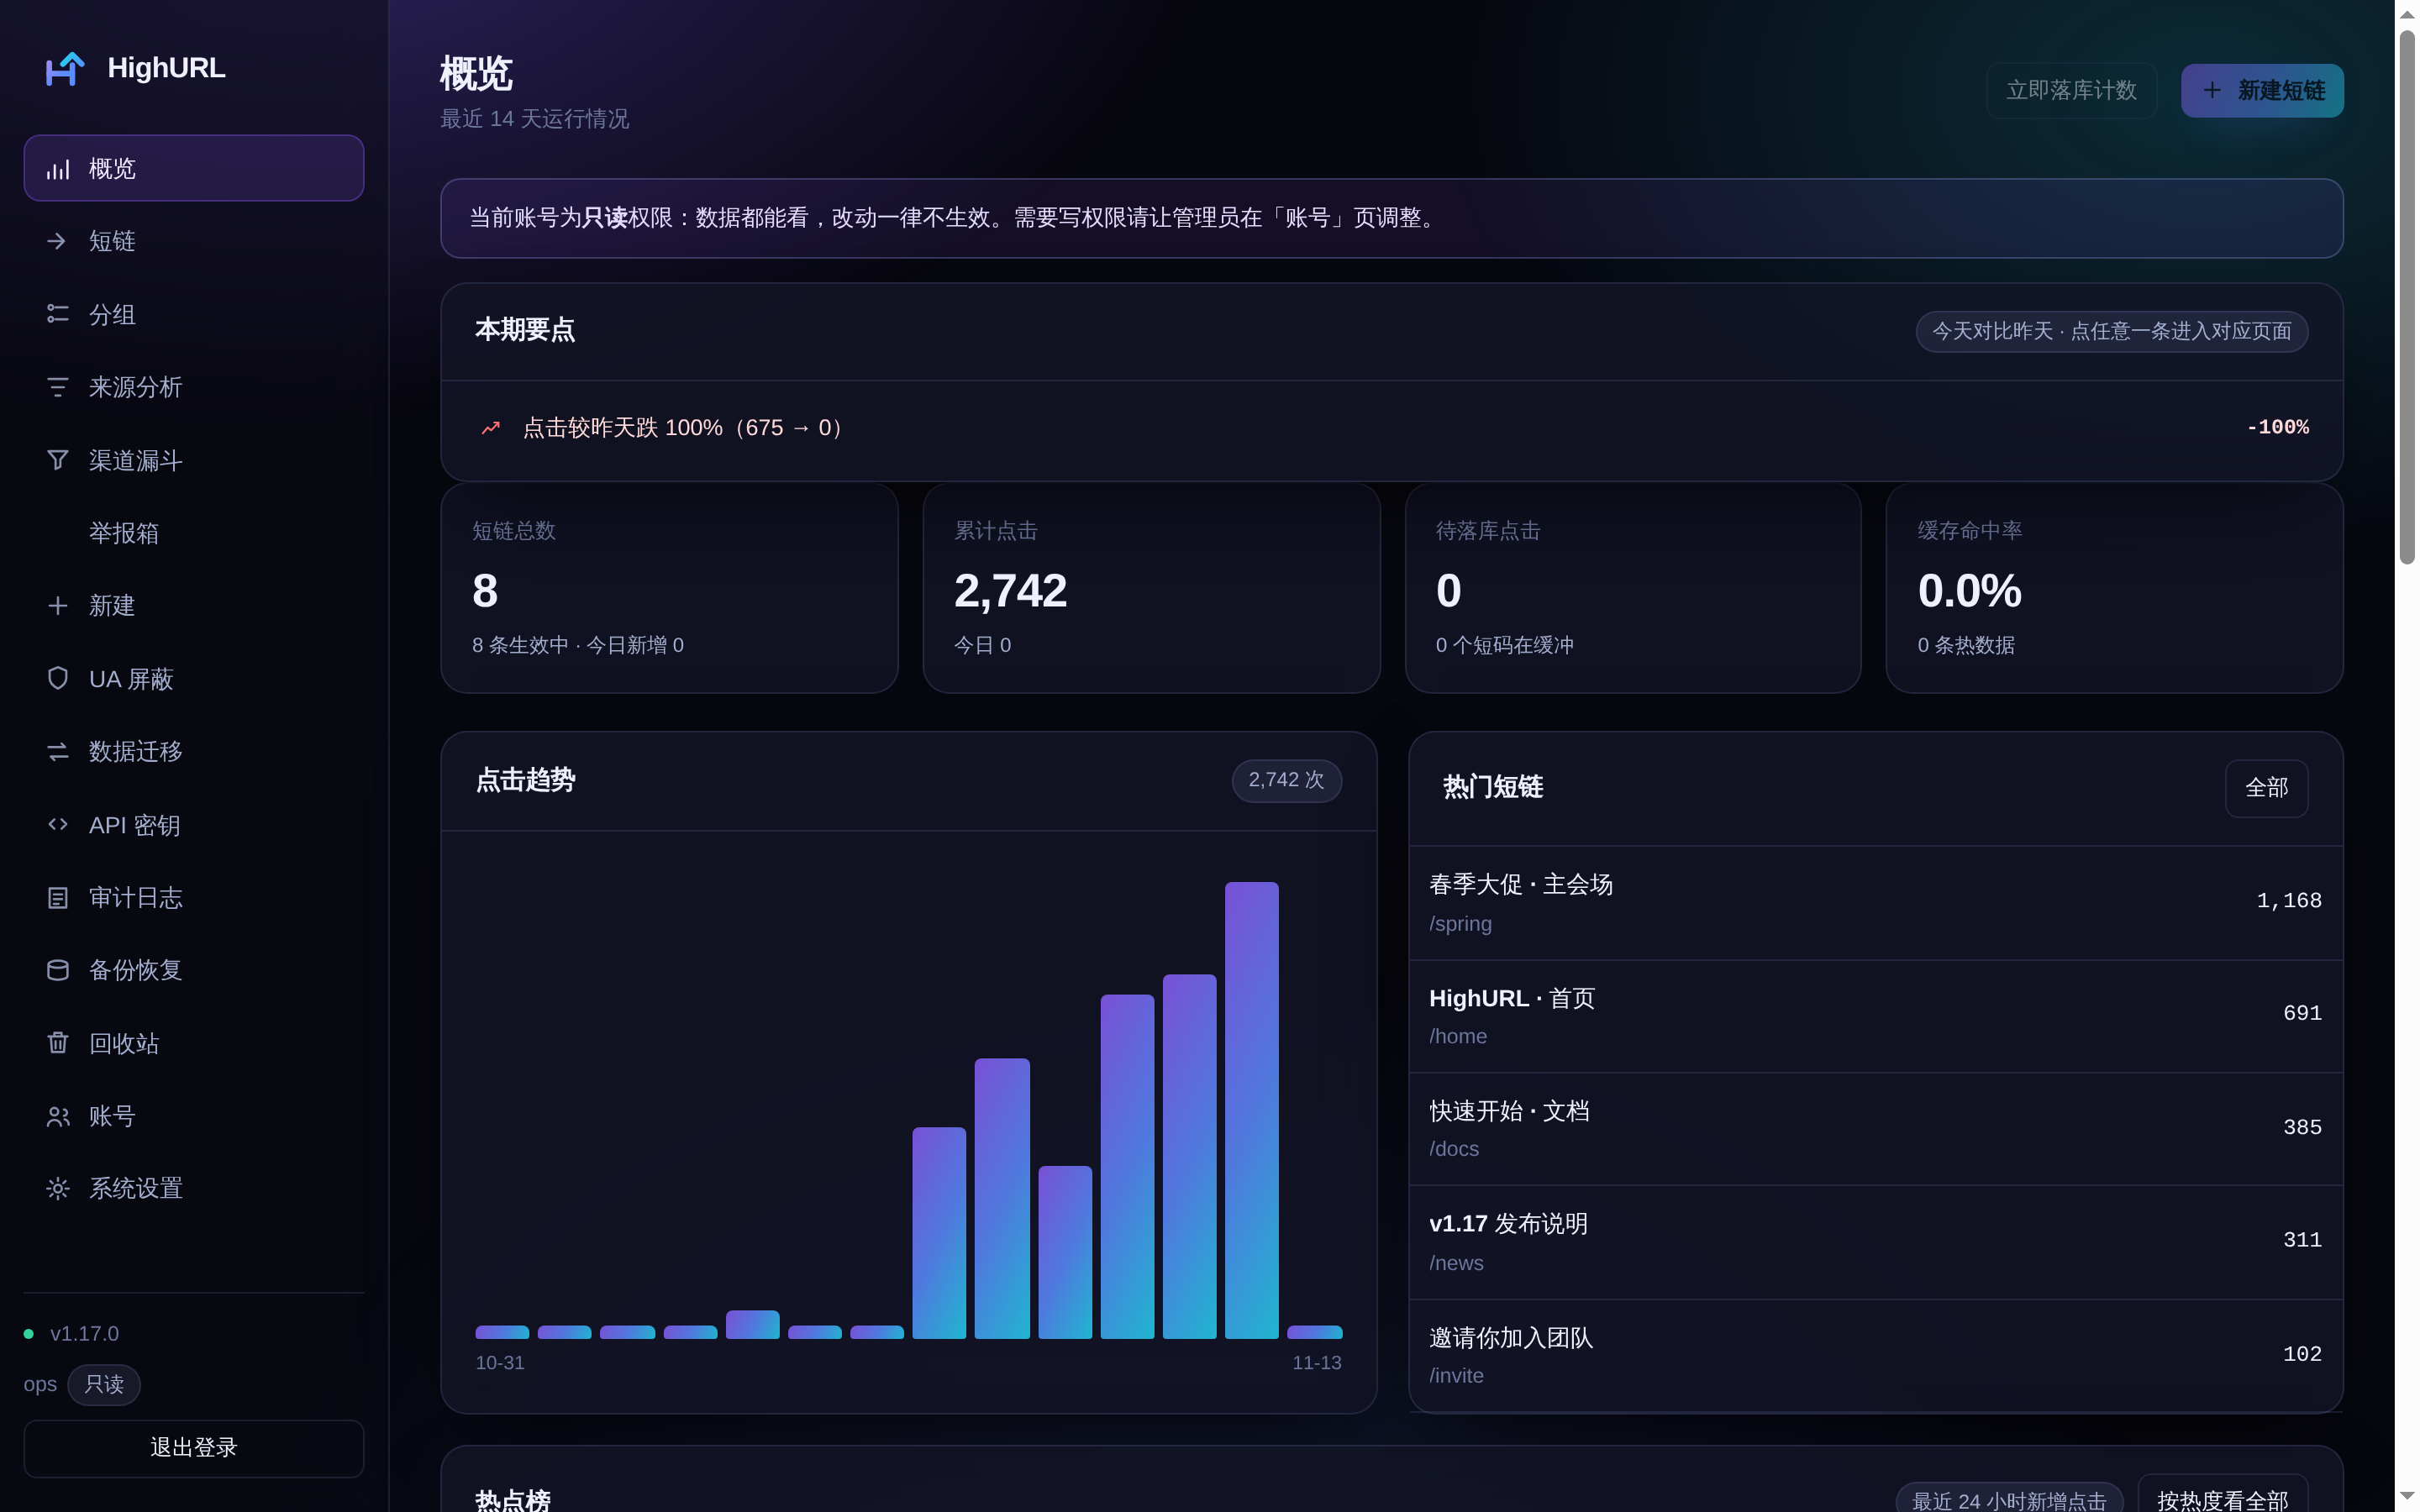 HighURL
概览
短链
分组
来源分析
渠道漏斗
举报箱
新建
UA 屏蔽
数据迁移
API 密钥
审计日志
备份恢复
回收站
账号
系统设置
v1.17.0
ops 只读
退出登录
概览
最近 14 天运行情况
立即落库计数
新建短链
当前账号为只读权限：数据都能看，改动一律不生效。需要写权限请让管理员在「账号」页调整。
本期要点
今天对比昨天 · 点任意一条进入对应页面
点击较昨天跌 100%（675 → 0）
-100%
短链总数
8
8 条生效中 · 今日新增 0
累计点击
2,742
今日 0
待落库点击
0
0 个短码在缓冲
缓存命中率
0.0%
0 条热数据
点击趋势
2,742 次
10-31
11-13
热门短链
全部
春季大促 · 主会场
/spring
1,168
HighURL · 首页
/home
691
快速开始 · 文档
/docs
385
v1.17 发布说明
/news
311
邀请你加入团队
/invite
102
热点榜
最近 24 小时新增点击
按热度看全部